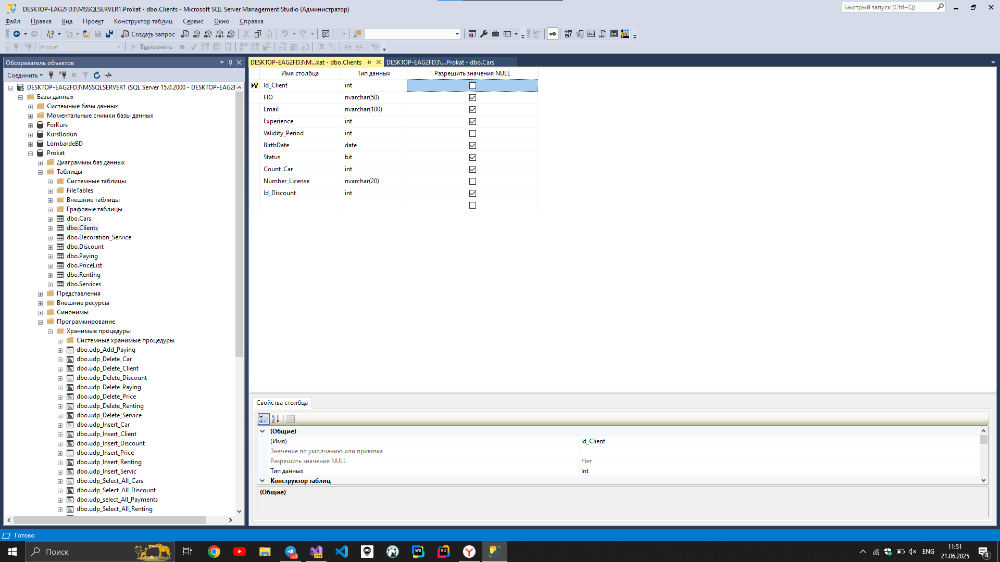 DESKTOP-EAG2FD3\MSSQLSERVER1.Prokat - dbo.Clients - Microsoft SQL Server Management Studio (Администратор)
Быстрый запуск (Ctrl+Q)
Файл Правка Вид Проект Конструктор таблиц Сервис Окно Справка
Создать запрос MDX DMX XMLA DAX
Prokat Выполнить
Обозреватель объектов
Соединить
DESKTOP-EAG2FD3\MSSQLSERVER1 (SQL Server 15.0.2000 - DESKTOP-EAG2
Базы данных
Системные базы данных
Моментальные снимки базы данных
ForKurs
KursBodun
LombardeBD
Prokat
Диаграммы баз данных
Таблицы
Системные таблицы
FileTables
Внешние таблицы
Графовые таблицы
dbo.Cars
dbo.Clients
dbo.Decoration_Service
dbo.Discount
dbo.Paying
dbo.PriceList
dbo.Renting
dbo.Services
Представления
Внешние ресурсы
Синонимы
Программирование
Хранимые процедуры
Системные хранимые процедуры
dbo.udp_Add_Paying
dbo.udp_Delete_Car
dbo.udp_Delete_Client
dbo.udp_Delete_Discount
dbo.udp_Delete_Paying
dbo.udp_Delete_Price
dbo.udp_Delete_Renting
dbo.udp_Delete_Service
dbo.udp_Insert_Car
dbo.udp_Insert_Client
dbo.udp_Insert_Discount
dbo.udp_Insert_Price
dbo.udp_Insert_Renting
dbo.udp_Insert_Servic
dbo.udp_Select_All_Cars
dbo.udp_Select_All_Discount
dbo.udp_select_All_Payments
dbo.udp_Select_All_Renting
DESKTOP-EAG2FD3\M...kat - dbo.Clients DESKTOP-EAG2FD3\...Prokat - dbo.Cars
Имя столбца Тип данных Разрешить значения NULL
Id_Client int
FIO nvarchar(50)
Email nvarchar(100)
Experience int
Validity_Period int
BirthDate date
Status bit
Count_Car int
Number_License nvarchar(20)
Id_Discount int
Свойства столбца
(Общие)
(Имя) Id_Client
Значение по умолчанию или привязка
Разрешить значения NULL Нет
Тип данных int
Конструктор таблиц
(Общие)
Готово
Поиск
30
PRE
WS
RD
ENG
11:51
21.06.2025
4